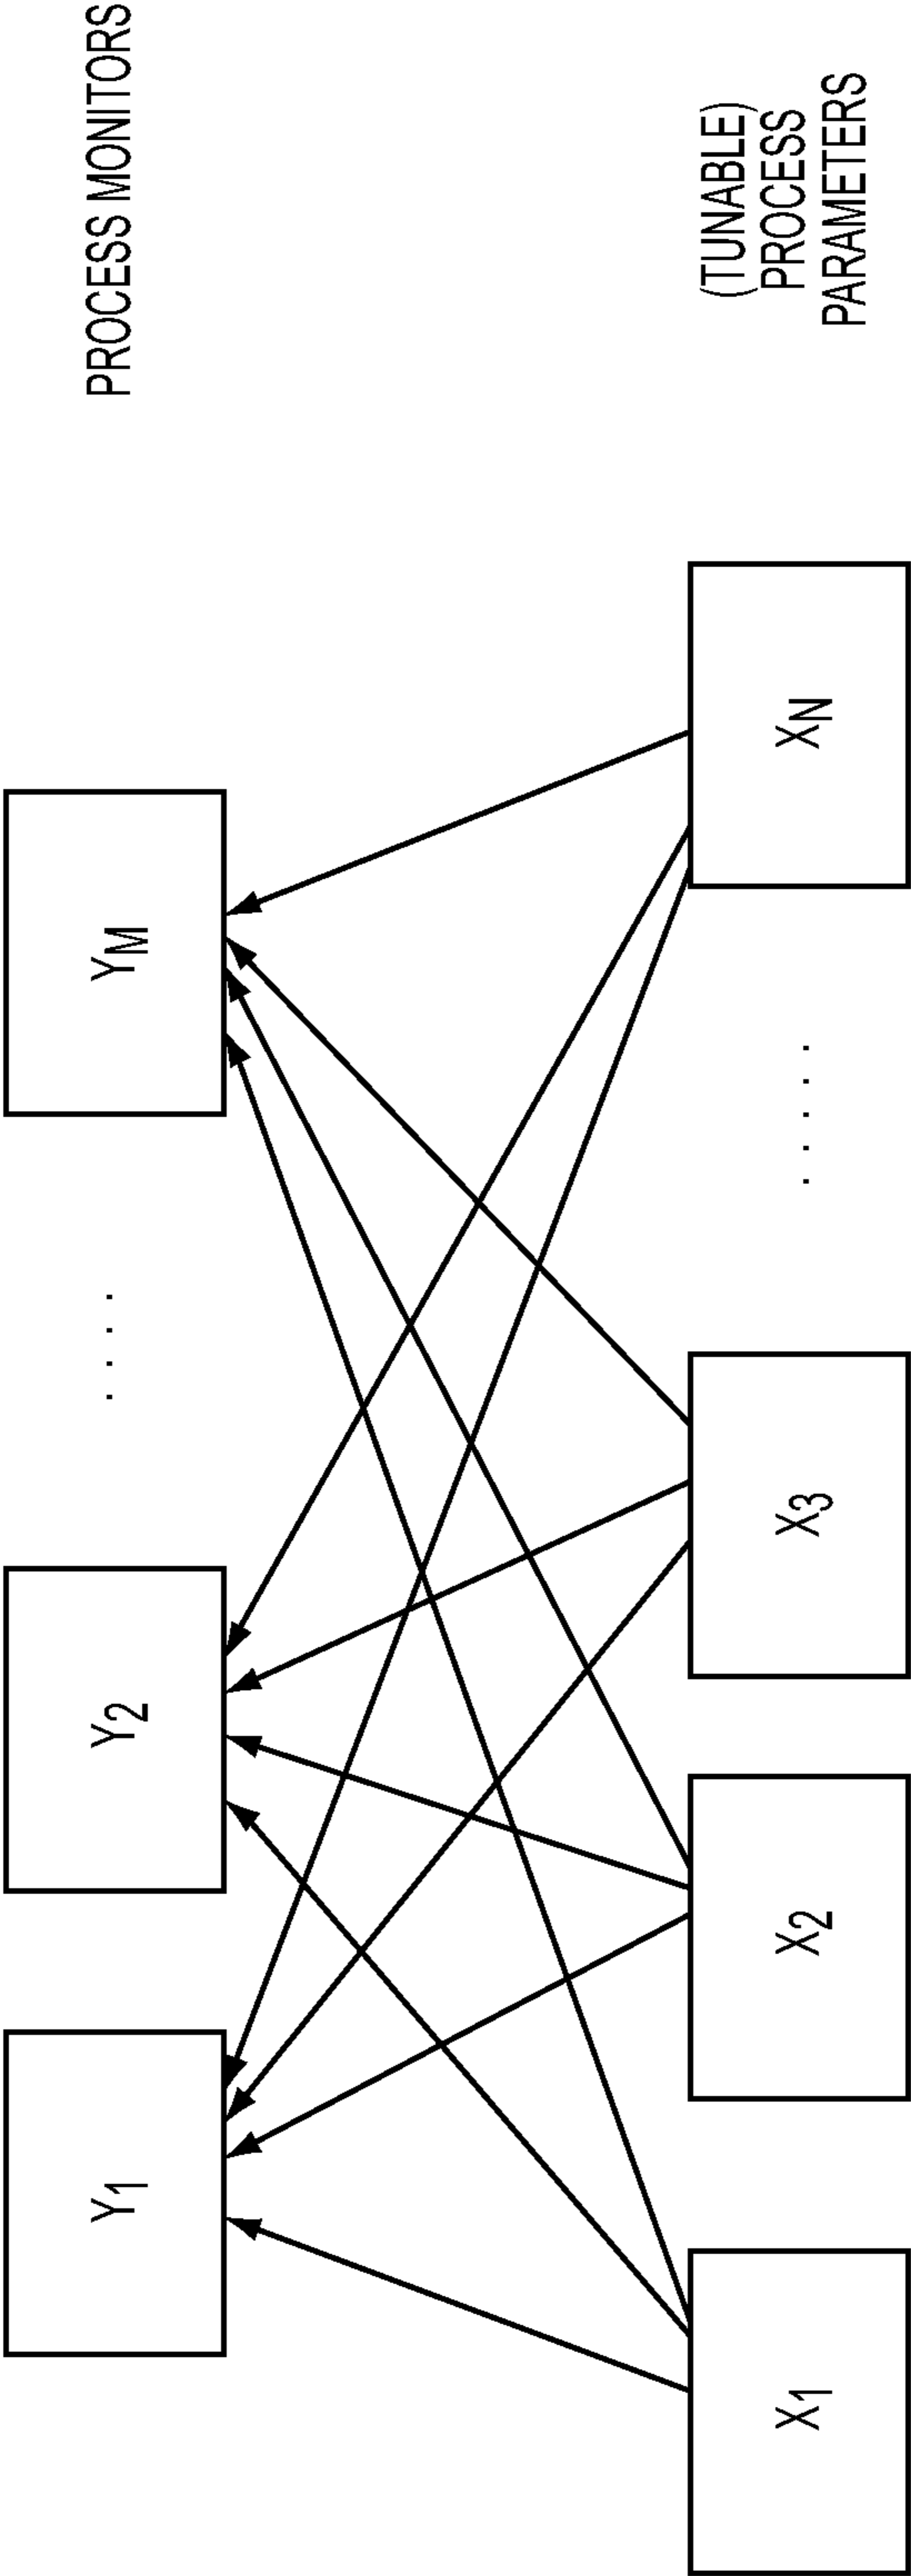 PROCESS MONITORS
Y1
Y2
. . . .
YM
X1
X2
X3
. . . . .
XN
(TUNABLE)
PROCESS
PARAMETERS